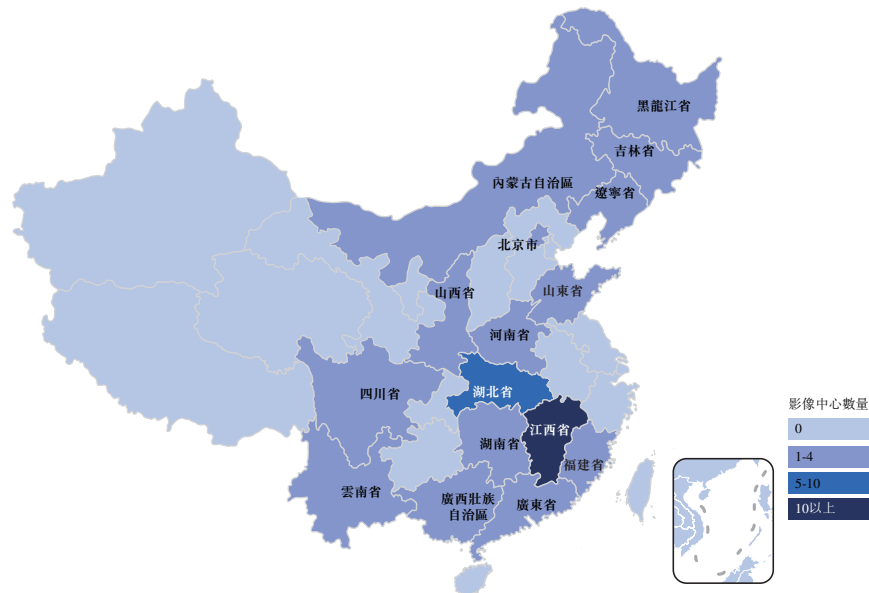 黑龍江省
吉林省
內蒙古自治區
遼寧省
北京市
山西省
山東省
河南省
四川省
湖北省
江西省
湖南省
福建省
雲南省
廣西壯族
自治區
廣東省
影像中心數量
0
1-4
5-10
10以上